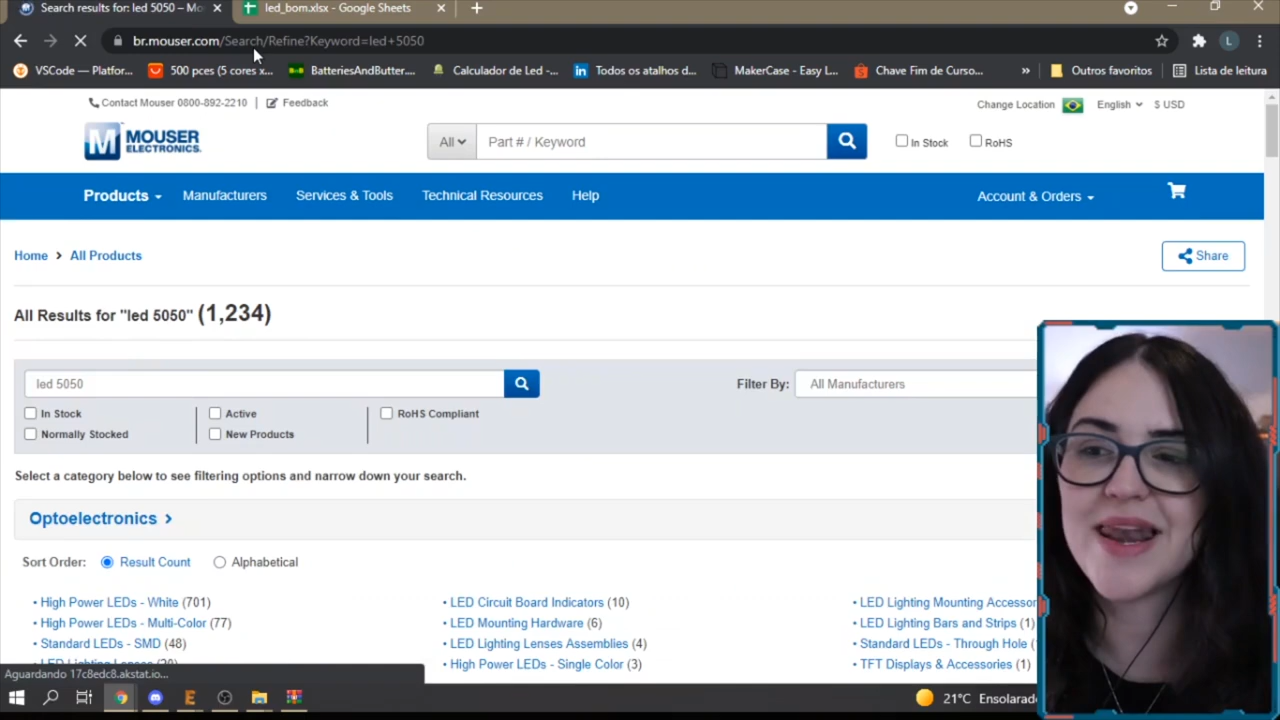 Search results for: led 5050 – Mo
led_bom.xlsx - Google Sheets
br.mouser.com/Search/Refine?Keyword=led+5050
L
VSCode — Platfor...
500 pces (5 cores x...
BatteriesAndButter....
Calculador de Led -...
in
Todos os atalhos d...
MakerCase - Easy L...
Chave Fim de Curso...
»
Outros favoritos
Lista de leitura
Contact Mouser 0800-892-2210 | Feedback
Change Location
English
$ USD
M MOUSER
ELECTRONICS
All
Part # / Keyword
In Stock
RoHS
Products
Manufacturers
Services & Tools
Technical Resources
Help
Account & Orders
Home > All Products
Share
All Results for "led 5050" (1,234)
led 5050
Filter By:
All Manufacturers
In Stock
Active
RoHS Compliant
Normally Stocked
New Products
Select a category below to see filtering options and narrow down your search.
Optoelectronics >
Sort Order:
Result Count
Alphabetical
• High Power LEDs - White (701)
• LED Circuit Board Indicators (10)
• LED Lighting Mounting Accessor
• High Power LEDs - Multi-Color (77)
• LED Mounting Hardware (6)
• LED Lighting Bars and Strips (1)
• Standard LEDs - SMD (48)
• LED Lighting Lenses Assemblies (4)
• Standard LEDs - Through Hole (
• High Power LEDs - Single Color (3)
• TFT Displays & Accessories (1)
Aguardando 17c8edc8.akstat.io...
21°C Ensolarado